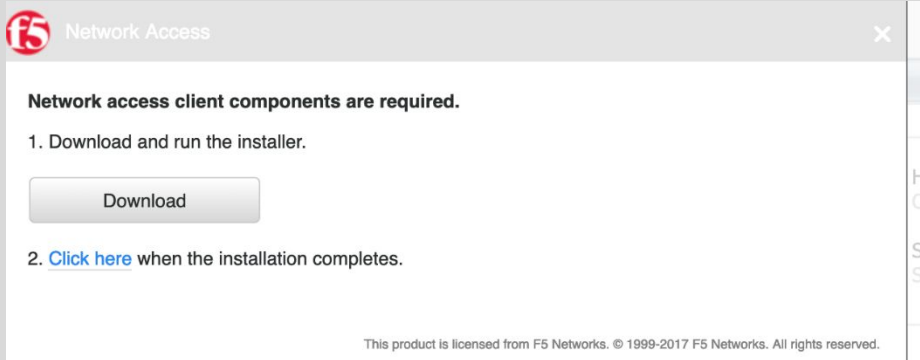 f5 Network Access
Network access client components are required.
1. Download and run the installer.
Download
2. Click here when the installation completes.
This product is licensed from F5 Networks. © 1999-2017 F5 Networks. All rights reserved.